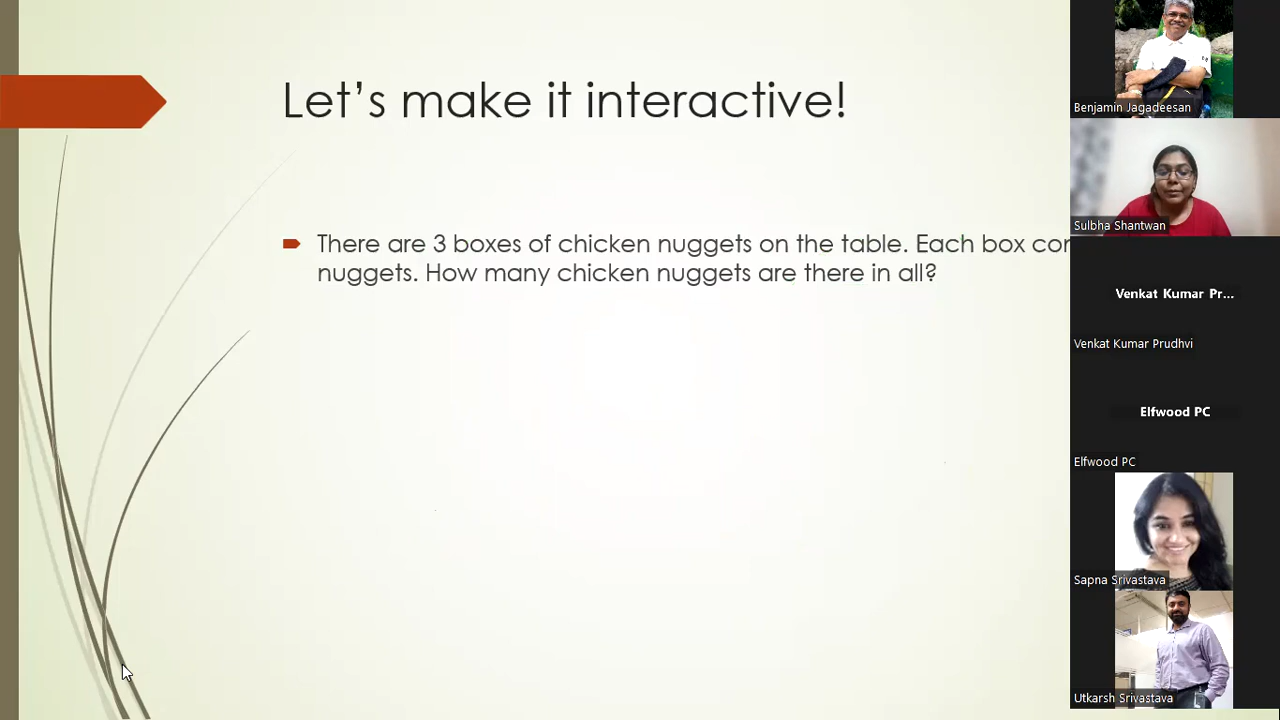 Let's make it interactive!
There are 3 boxes of chicken nuggets on the table. Each box
nuggets. How many chicken nuggets are there in all?
Benjamin Jagadeesan
Sulbha Shantwan
Venkat Kumar Pr...
Venkat Kumar Prudhvi
Elfwood PC
Elfwood PC
Sapna Srivastava
Utkarsh Srivastava